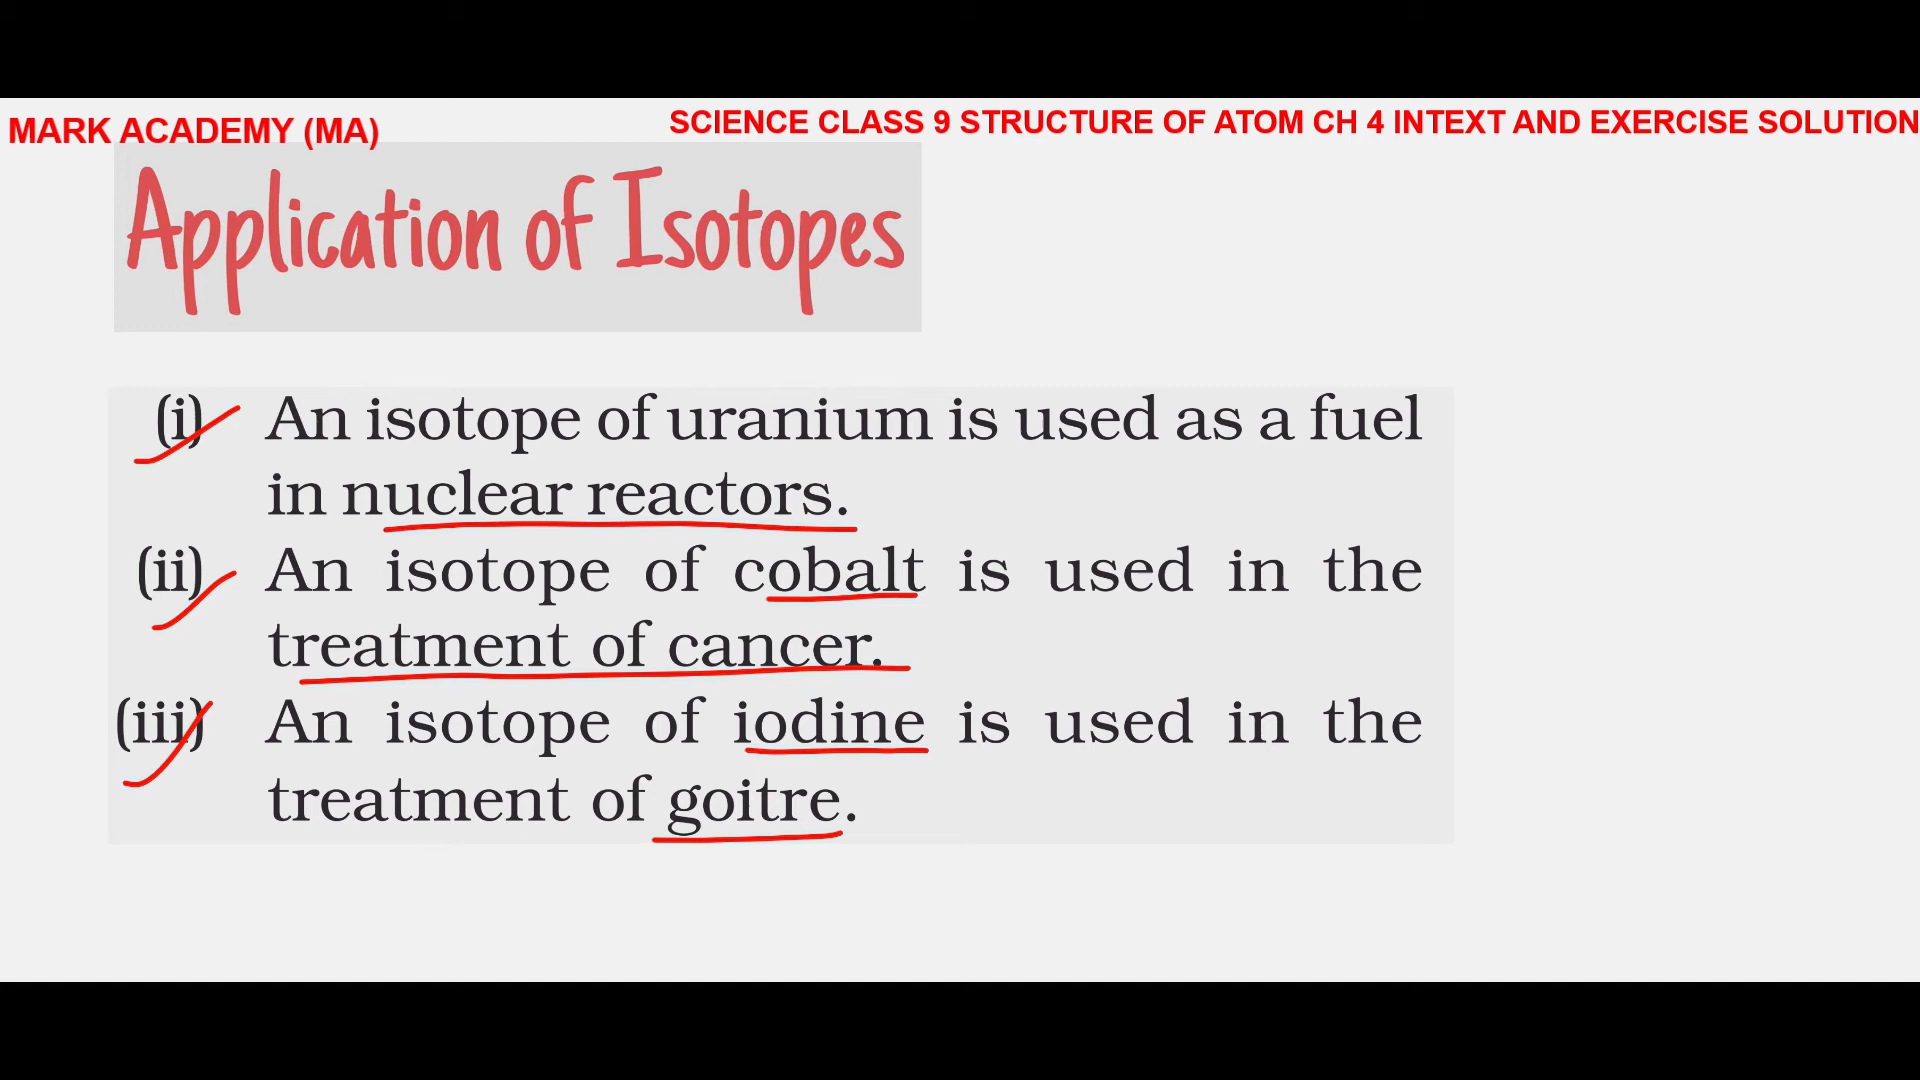 MARK ACADEMY (MA)
SCIENCE CLASS 9 STRUCTURE OF ATOM CH 4 INTEXT AND EXERCISE SOLUTION
Application of Isotopes
(i) An isotope of uranium is used as a fuel
in nuclear reactors.
(ii) An isotope of cobalt is used in the
treatment of cancer.
(iii) An isotope of iodine is used in the
treatment of goitre.